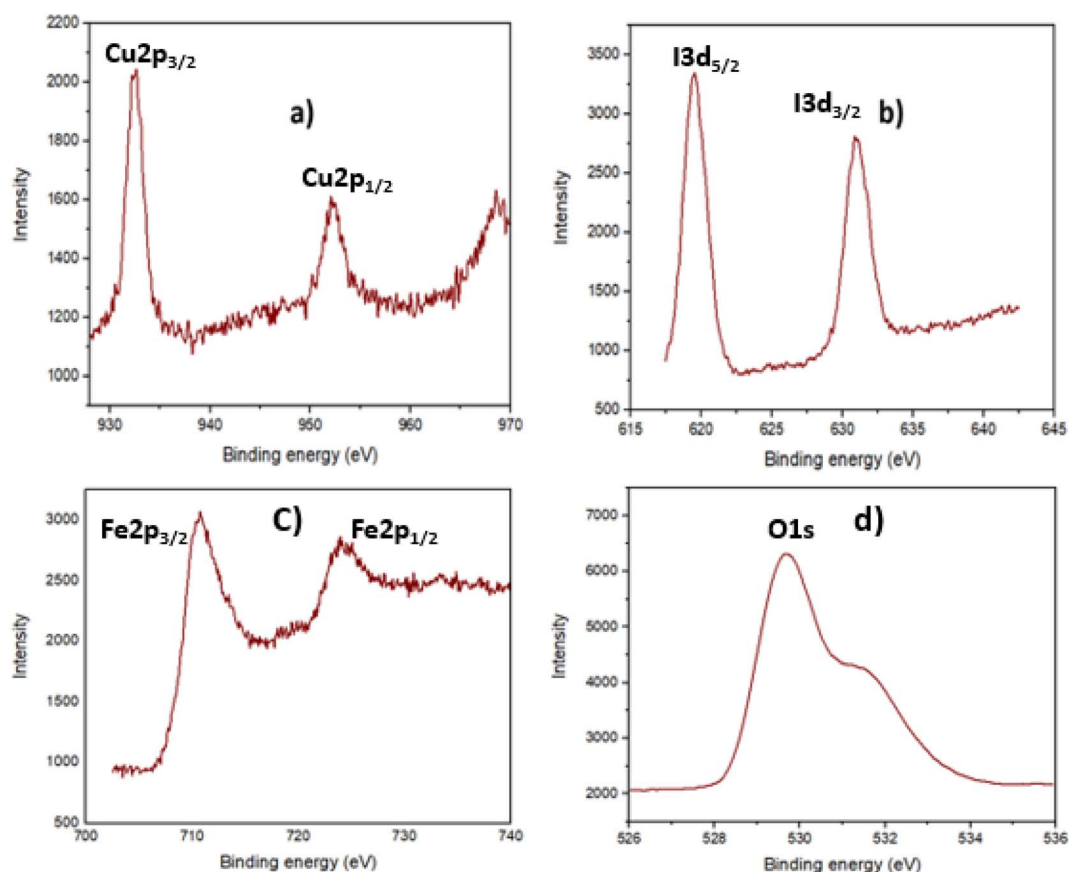 2200
2000
1800
1600
1400
1200
1000
Intensity
Cu2p3/2
a)
Cu2p1/2
930 940 950 960 970
Binding energy (eV)
3500
3000
2500
2000
1500
1000
500
Intensity
I3d5/2
I3d3/2
b)
615 620 625 630 635 640 645
Binding energy (eV)
3000
2500
2000
1500
1000
500
Intensity
Fe2p3/2
C)
Fe2p1/2
700 710 720 730 740
Binding energy (eV)
7000
6000
5000
4000
3000
2000
Intensity
O1s
d)
526 528 530 532 534 536
Binding energy (eV)